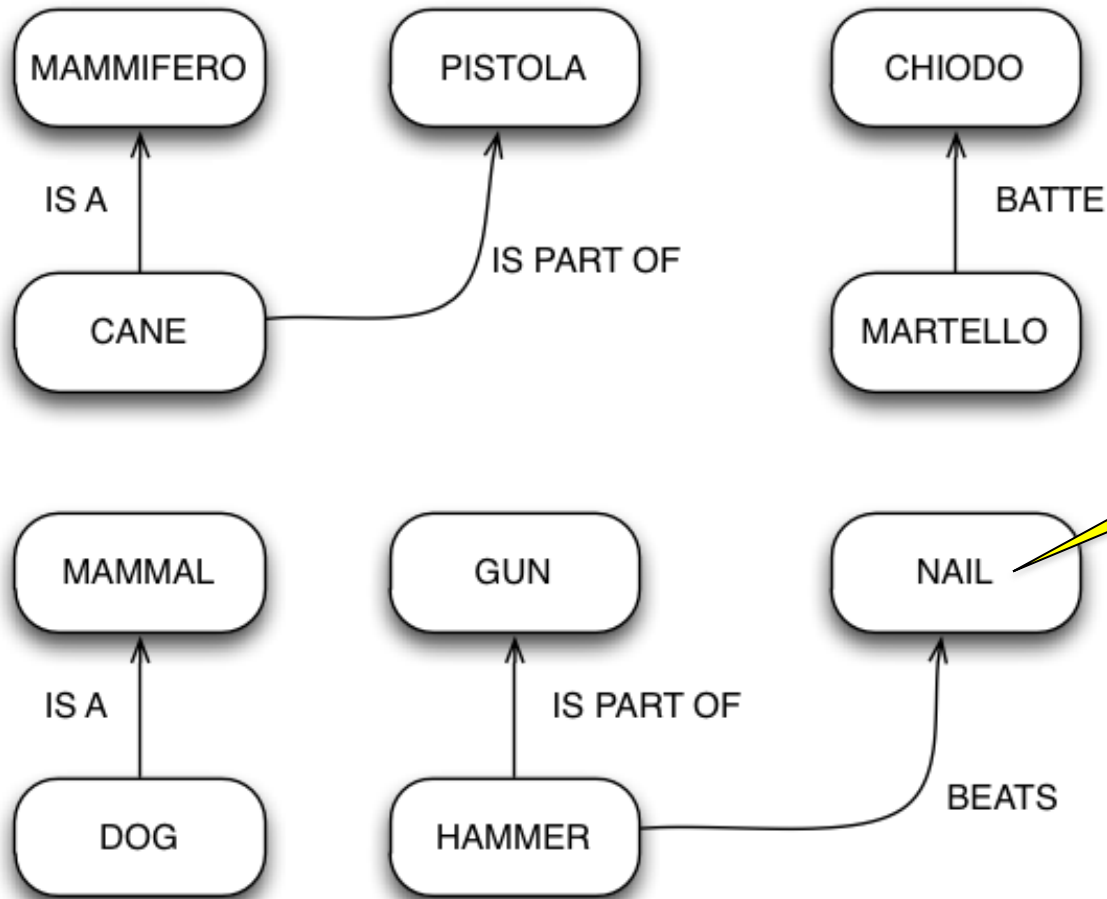 MAMMIFERO
PISTOLA
CHIODO
IS A
BATTE
IS PART OF
CANE
MARTELLO
MAMMAL
GUN
NAIL
IS A
IS PART OF
BEATS
DOG
HAMMER